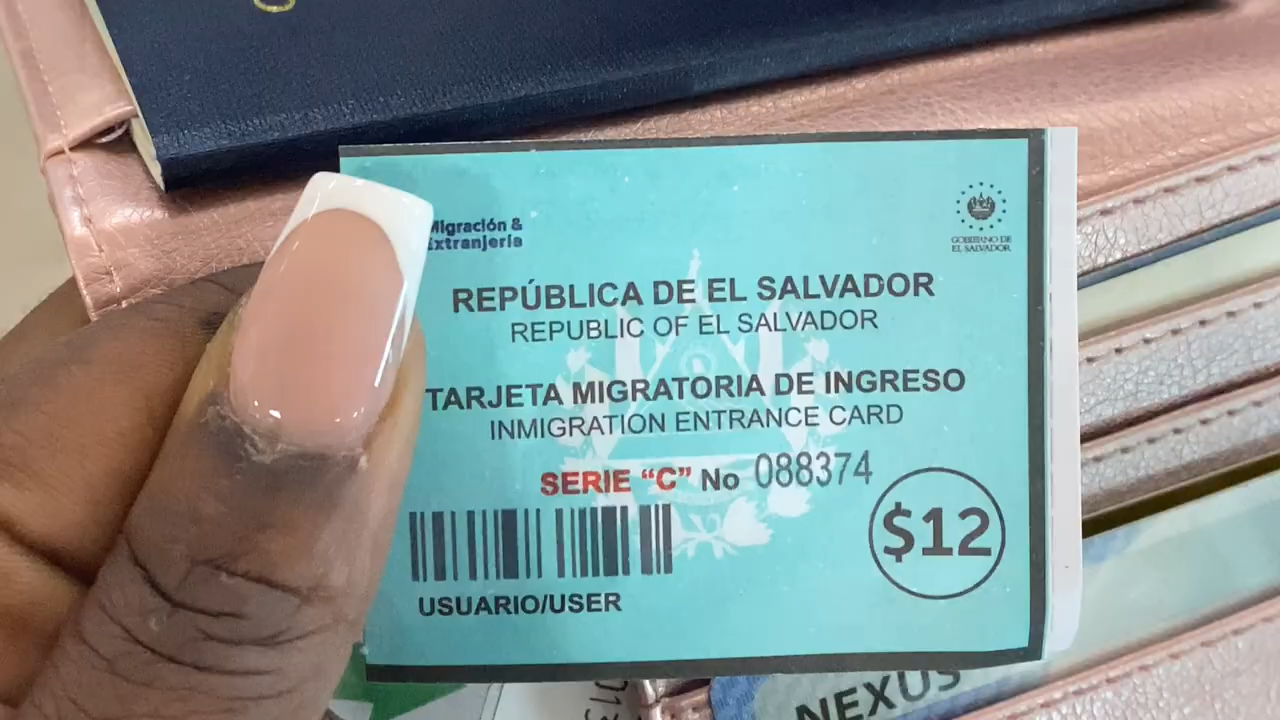 Migración &
Extranjería
GOBIERNO DE
EL SALVADOR
REPÚBLICA DE EL SALVADOR
REPUBLIC OF EL SALVADOR
TARJETA MIGRATORIA DE INGRESO
INMIGRATION ENTRANCE CARD
SERIE “C” No 088374
$12
USUARIO/USER
NEXUS